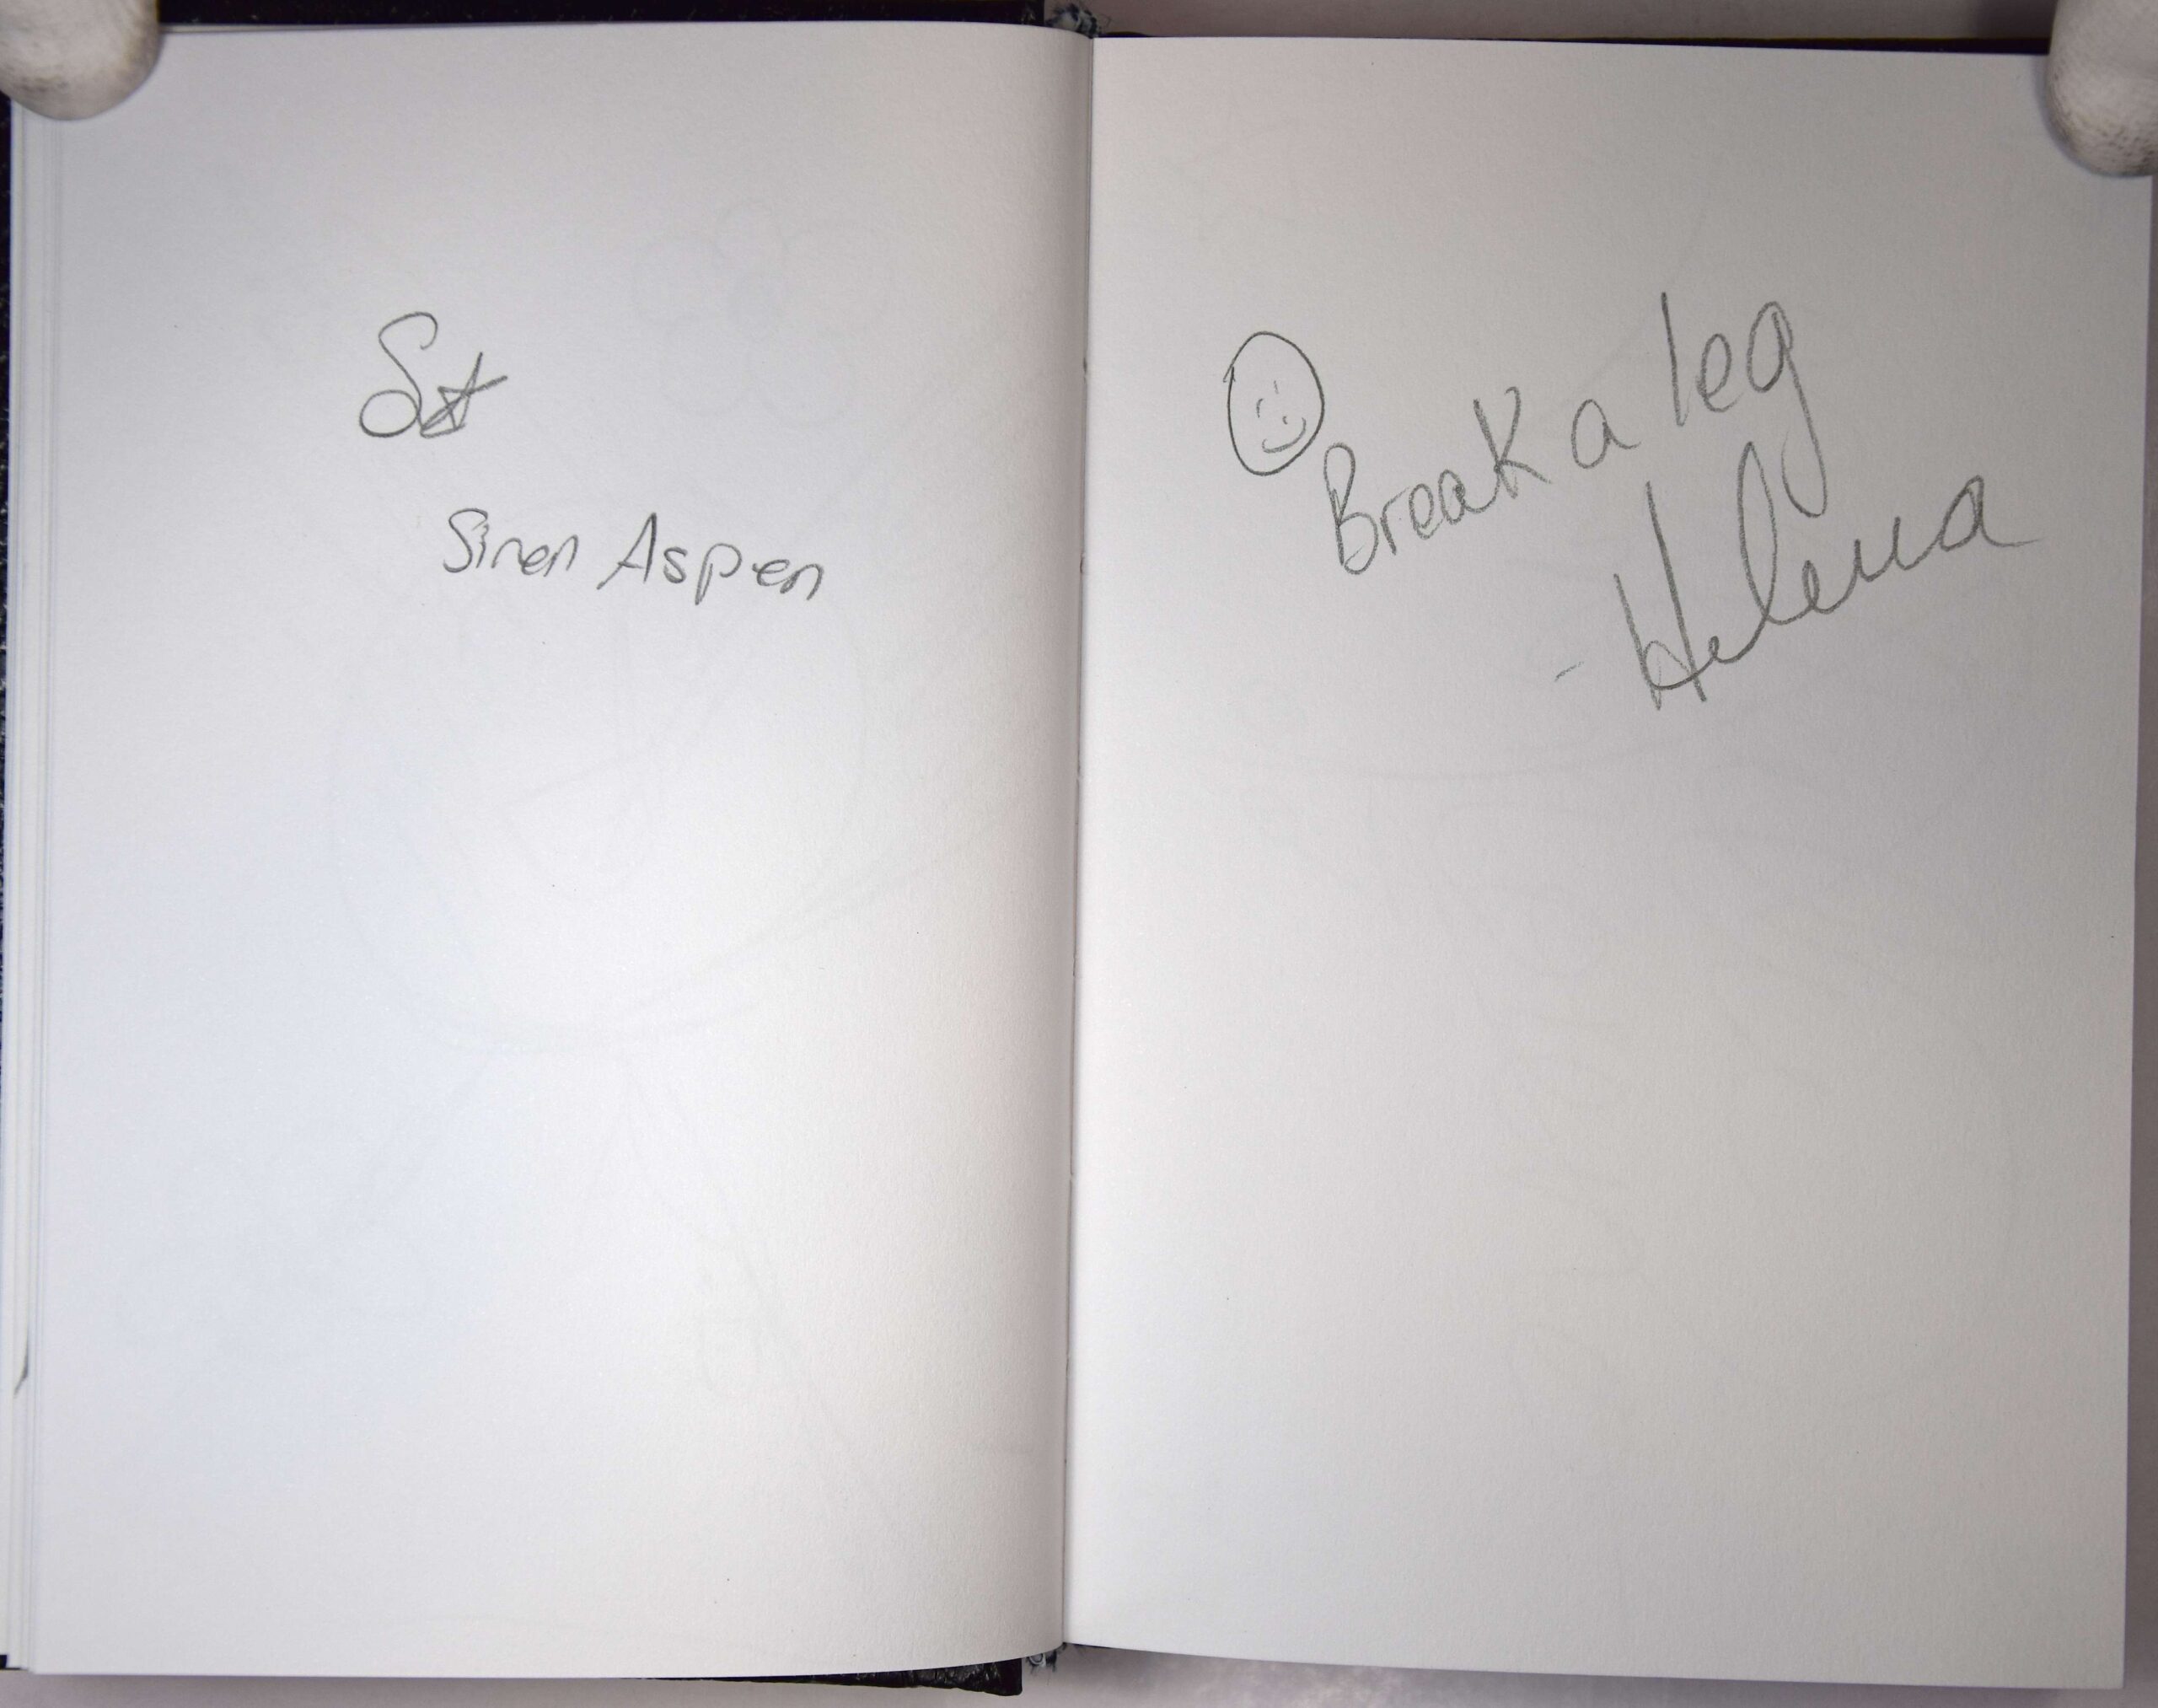 S☆
Siren Aspen
Break a leg
- Helena